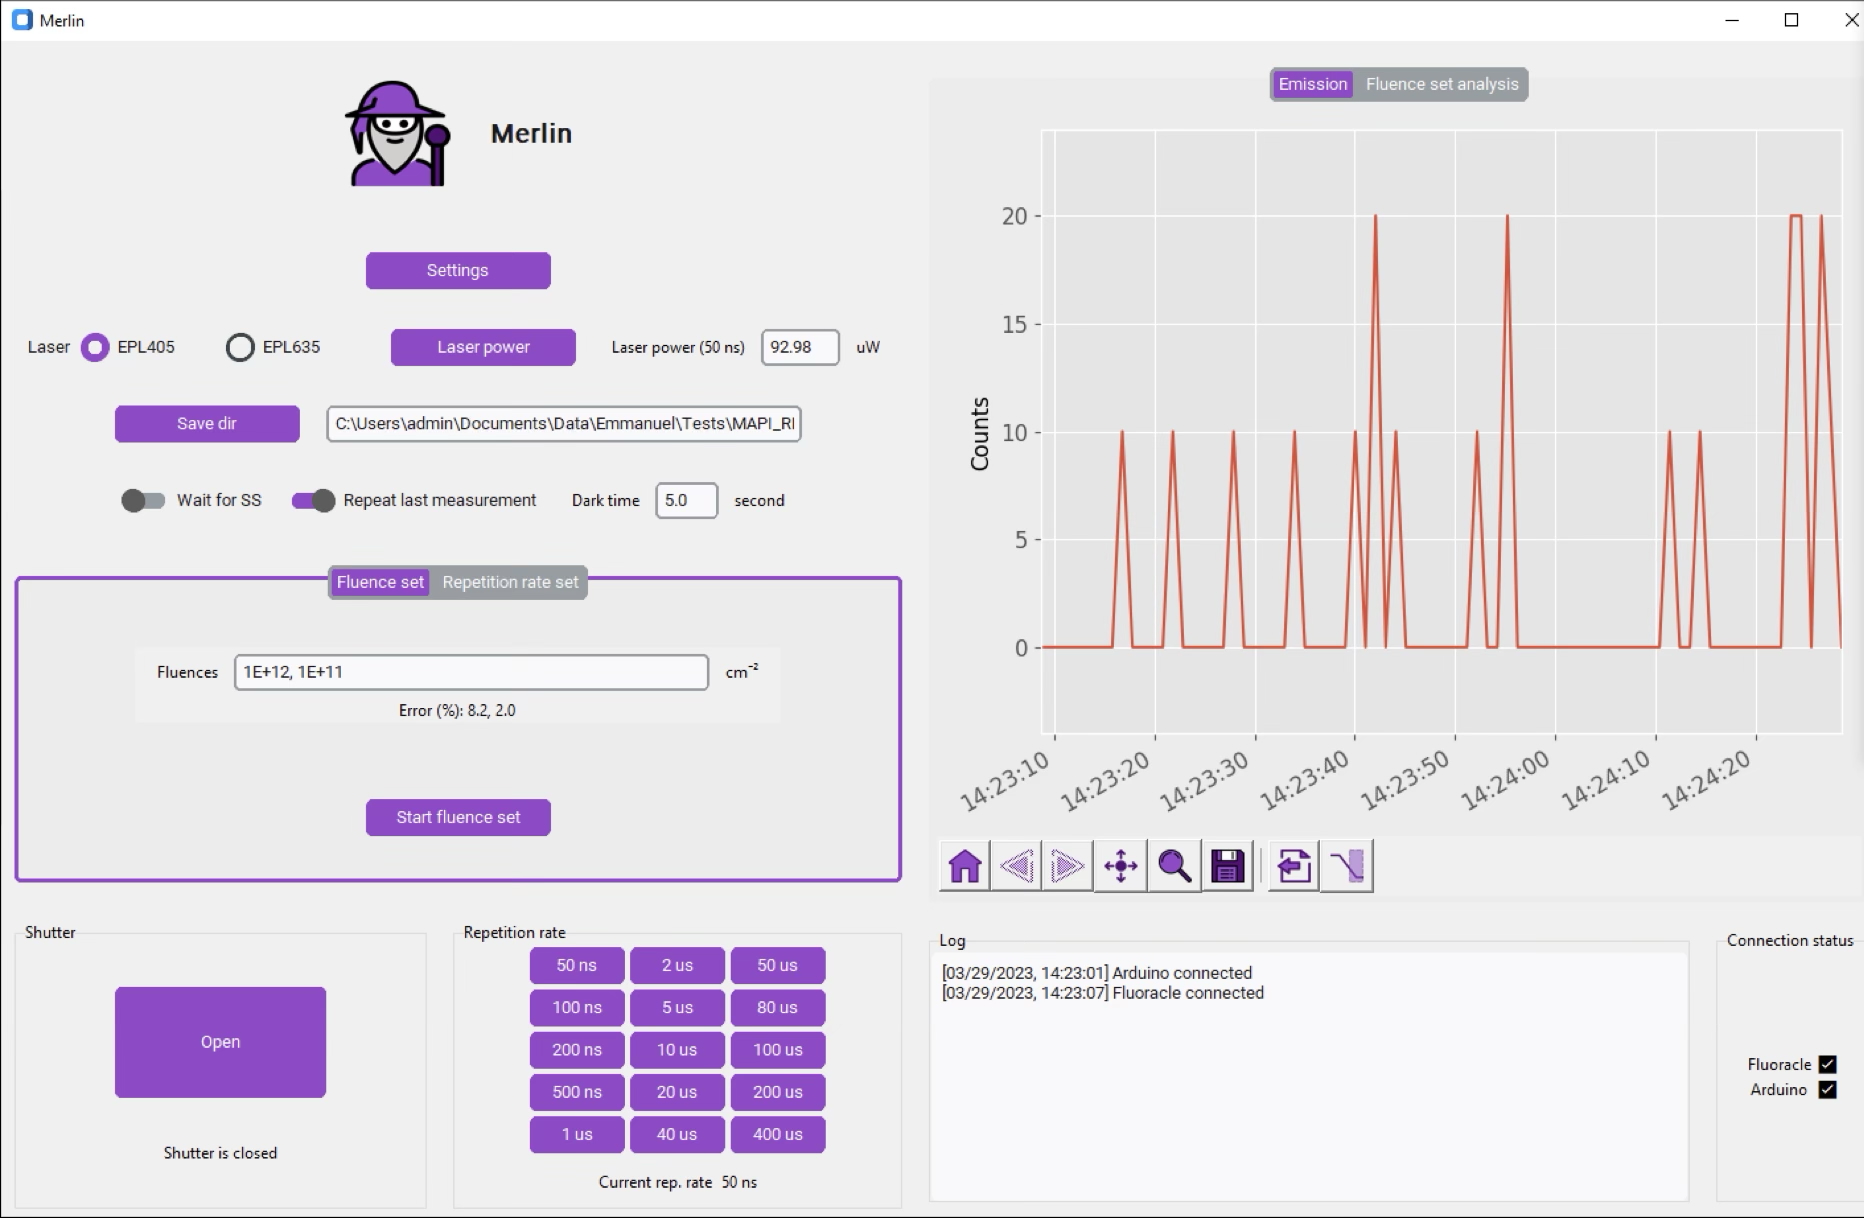 Merlin
Merlin
Settings
Laser EPL405 EPL635 Laser power Laser power (50 ns) 92.98 uW
Save dir C:\Users\admin\Documents\Data\Emmanuel\Tests\MAPI_R
Wait for SS Repeat last measurement Dark time 5.0 second
Fluence set Repetition rate set
Fluences 1E+12, 1E+11 cm⁻²
Error (%): 8.2, 2.0
Start fluence set
Shutter
Open
Shutter is closed
Repetition rate
50 ns 2 us 50 us
100 ns 5 us 80 us
200 ns 10 us 100 us
500 ns 20 us 200 us
1 us 40 us 400 us
Current rep. rate 50 ns
Emission Fluence set analysis
Counts
20
15
10
5
0
14:23:10 14:23:20 14:23:30 14:23:40 14:23:50 14:24:00 14:24:10 14:24:20
Log
[03/29/2023, 14:23:01] Arduino connected
[03/29/2023, 14:23:07] Fluoracle connected
Connection status
Fluoracle
Arduino